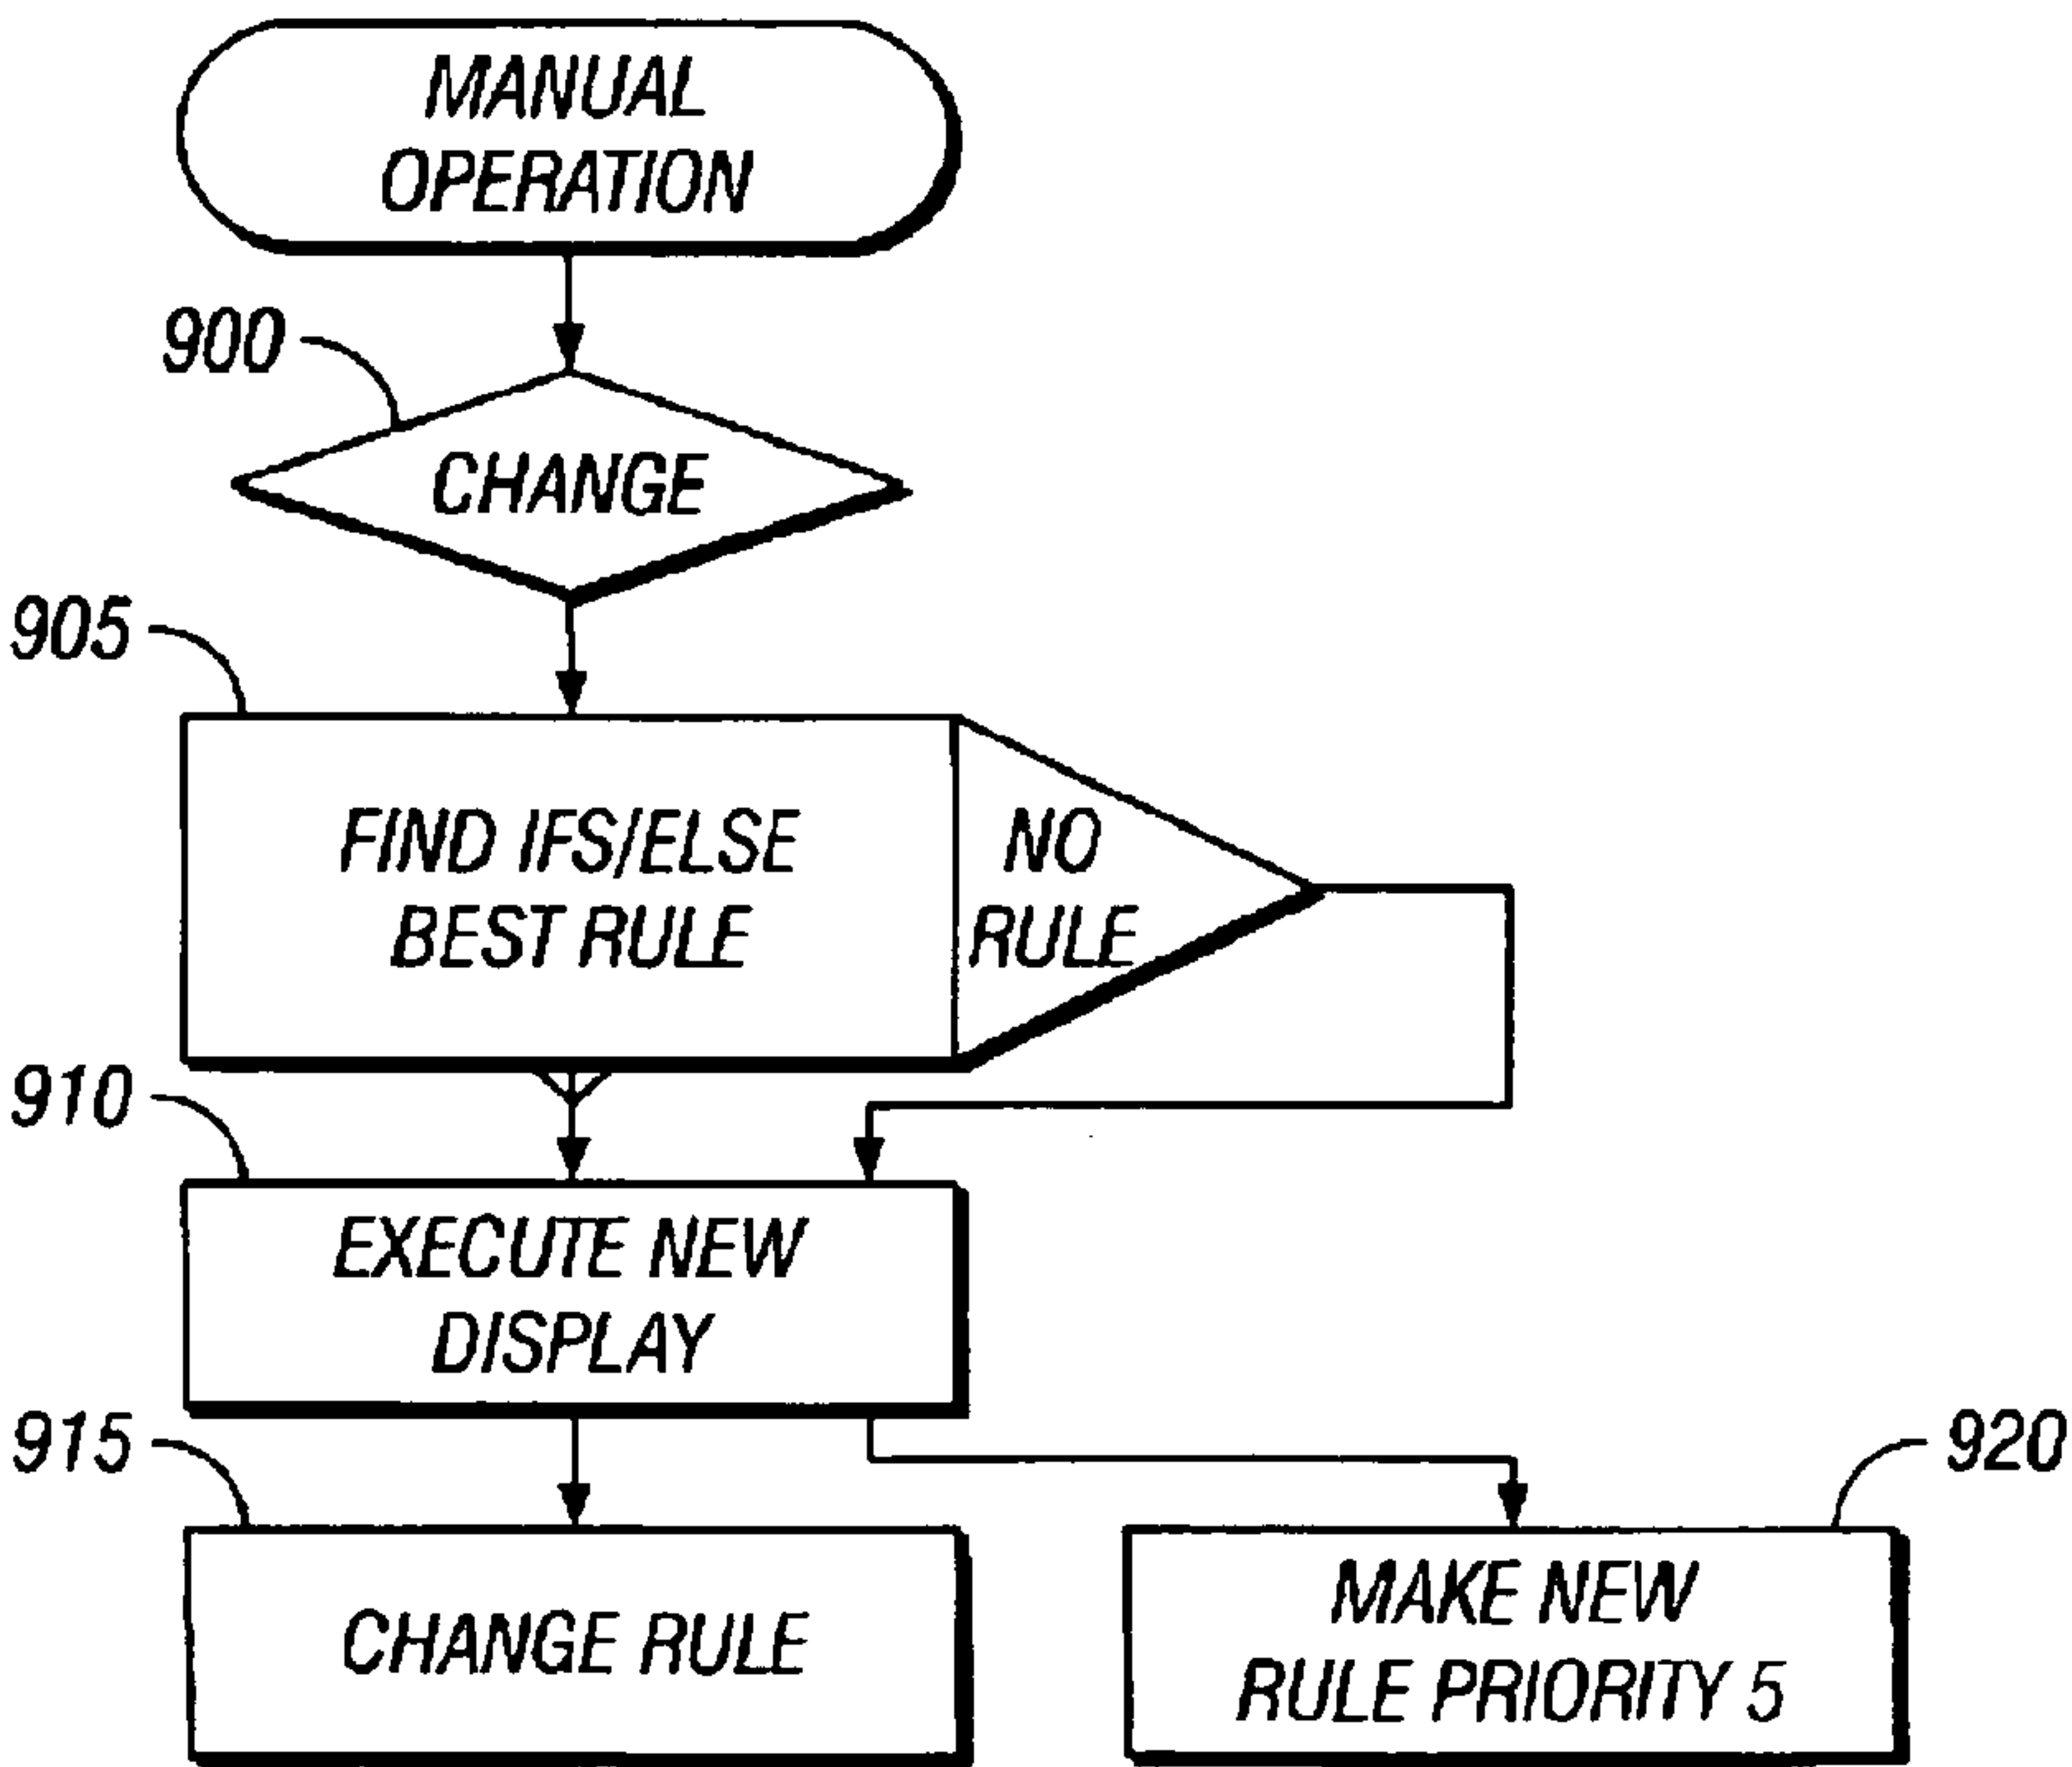 MANUAL
OPERATION
900
CHANGE
905
FIND IFS/ELSE
BEST RULE
NO
RULE
910
EXECUTE NEW
DISPLAY
915
CHANGE RULE
920
MAKE NEW
RULE PRIORITY 5